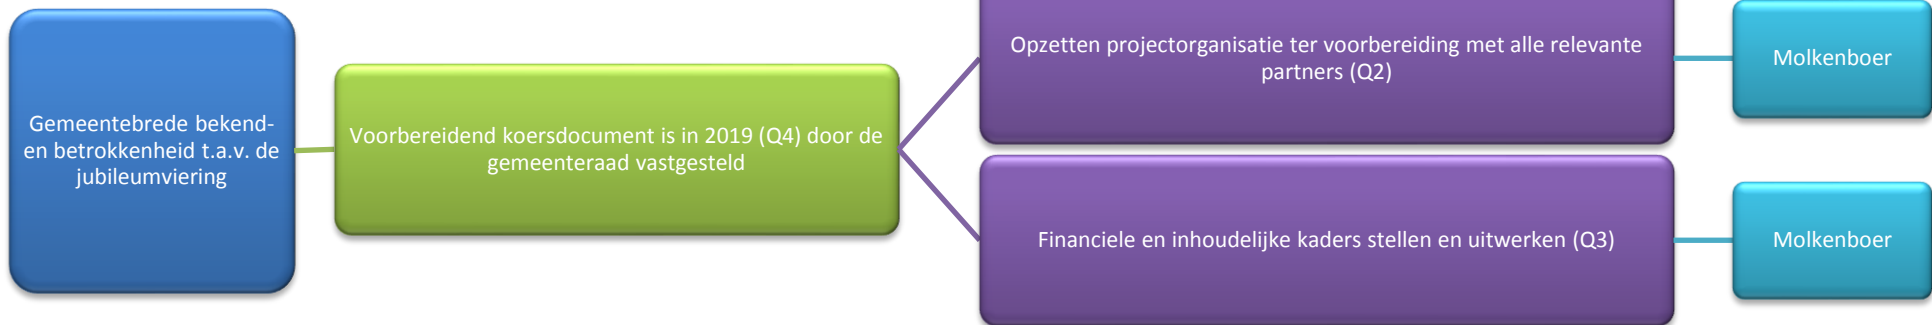 Gemeentebrede bekend-
en betrokkenheid t.a.v. de
jubileumviering
Voorbereidend koersdocument is in 2019 (Q4) door de
gemeenteraad vastgesteld
Opzetten projectorganisatie ter voorbereiding met alle relevante
partners (Q2)
Molkenboer
Financiele en inhoudelijke kaders stellen en uitwerken (Q3)
Molkenboer